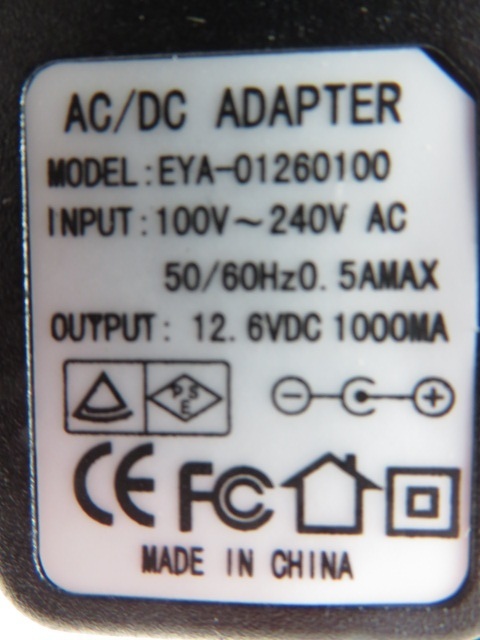 AC/DC ADAPTER
MODEL:EYA-01260100
INPUT:100V~240V AC
50/60Hz0.5AMAX
OUTPUT: 12.6VDC 1000MA
PSE
CE FC
MADE IN CHINA